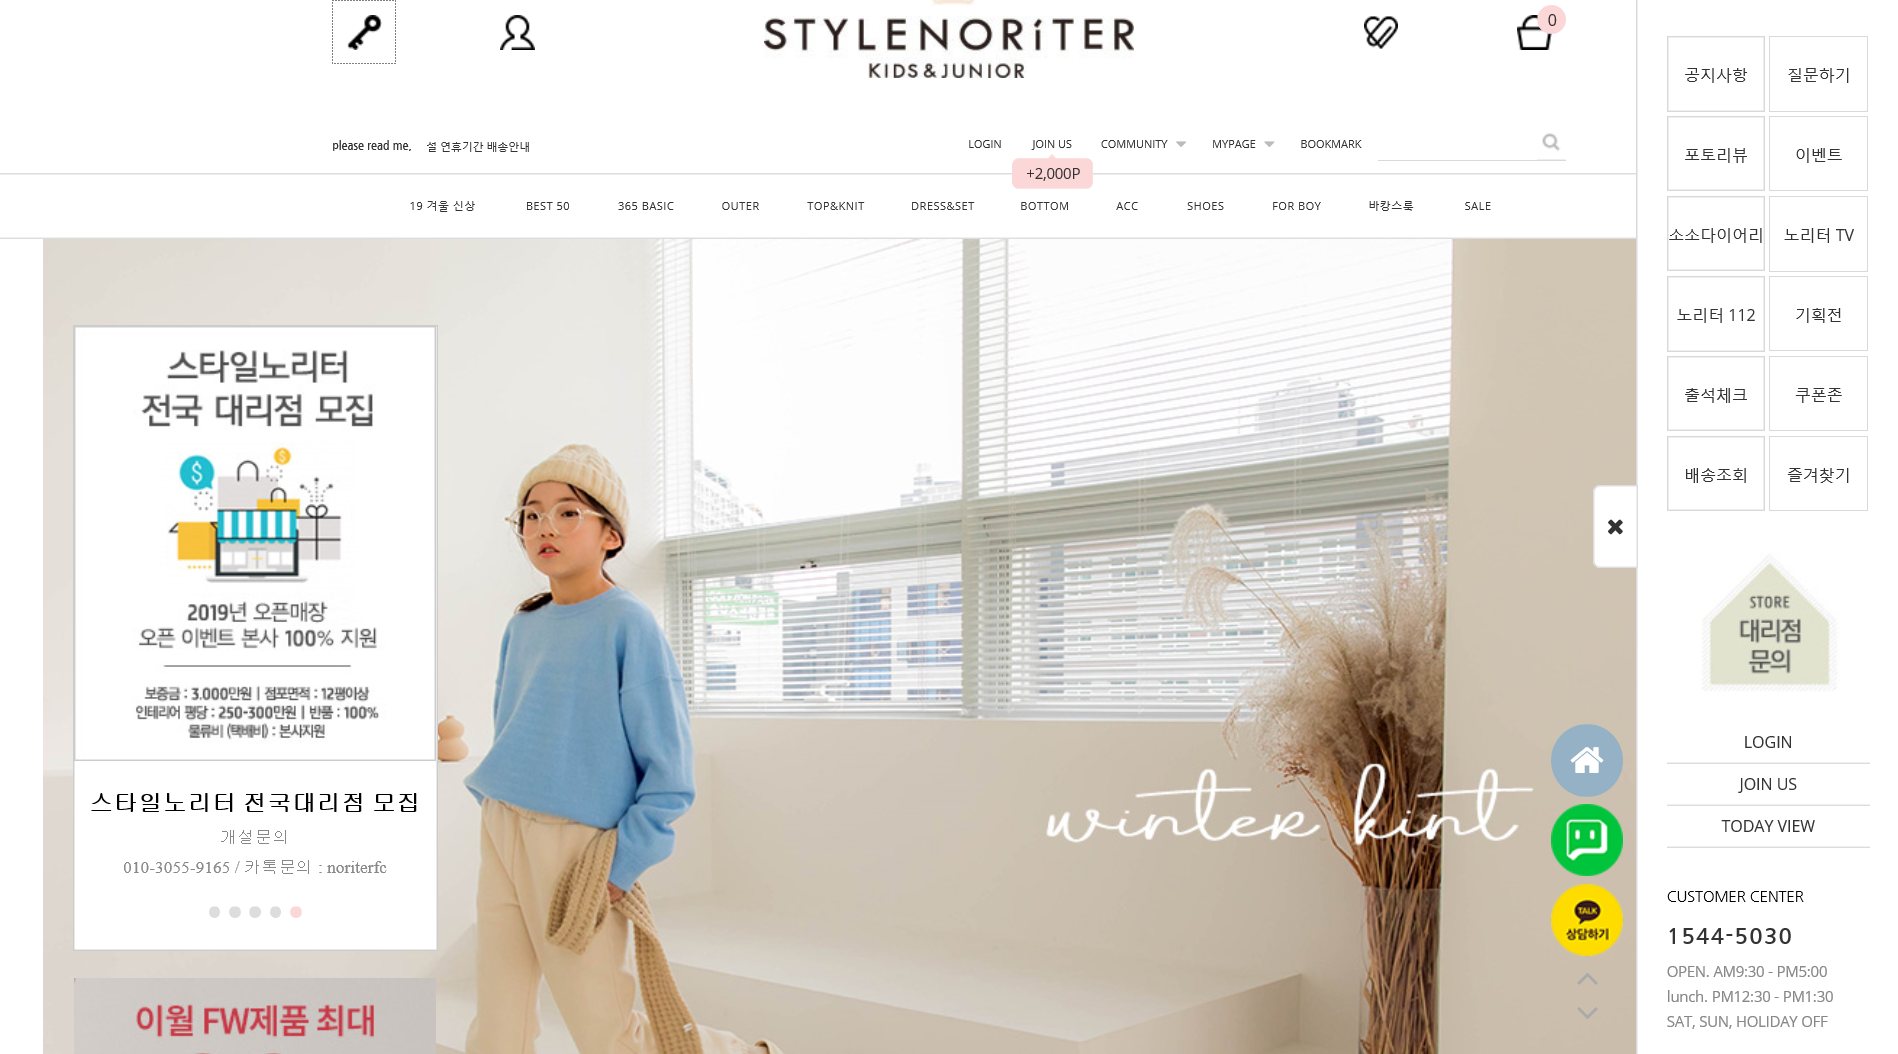 STYLENORiTER
KIDS & JUNIOR
0
please read me. 설 연휴기간 배송안내
LOGIN JOIN US COMMUNITY MYPAGE BOOKMARK
+2,000P
19 겨울 신상 BEST 50 365 BASIC OUTER TOP&KNIT DRESS&SET BOTTOM ACC SHOES FOR BOY 바캉스룩 SALE
스타일노리터
전국 대리점 모집
2019년 오픈매장
오픈 이벤트 본사 100% 지원
보증금 : 3.000만원 | 점포면적 : 12평이상
인테리어 평당 : 250-300만원 | 반품 : 100%
물류비 (택배비) : 본사지원
스타일노리터 전국대리점 모집
개설문의
010-3055-9165 / 카톡문의 : noriterfc
이월 FW제품 최대
winter hint
TALK
상담하기
공지사항 질문하기
포토리뷰 이벤트
소소다이어리 노리터 TV
노리터 112 기획전
출석체크 쿠폰존
배송조회 즐겨찾기
STORE
대리점
문의
LOGIN
JOIN US
TODAY VIEW
CUSTOMER CENTER
1544-5030
OPEN. AM9:30 - PM5:00
lunch. PM12:30 - PM1:30
SAT, SUN, HOLIDAY OFF